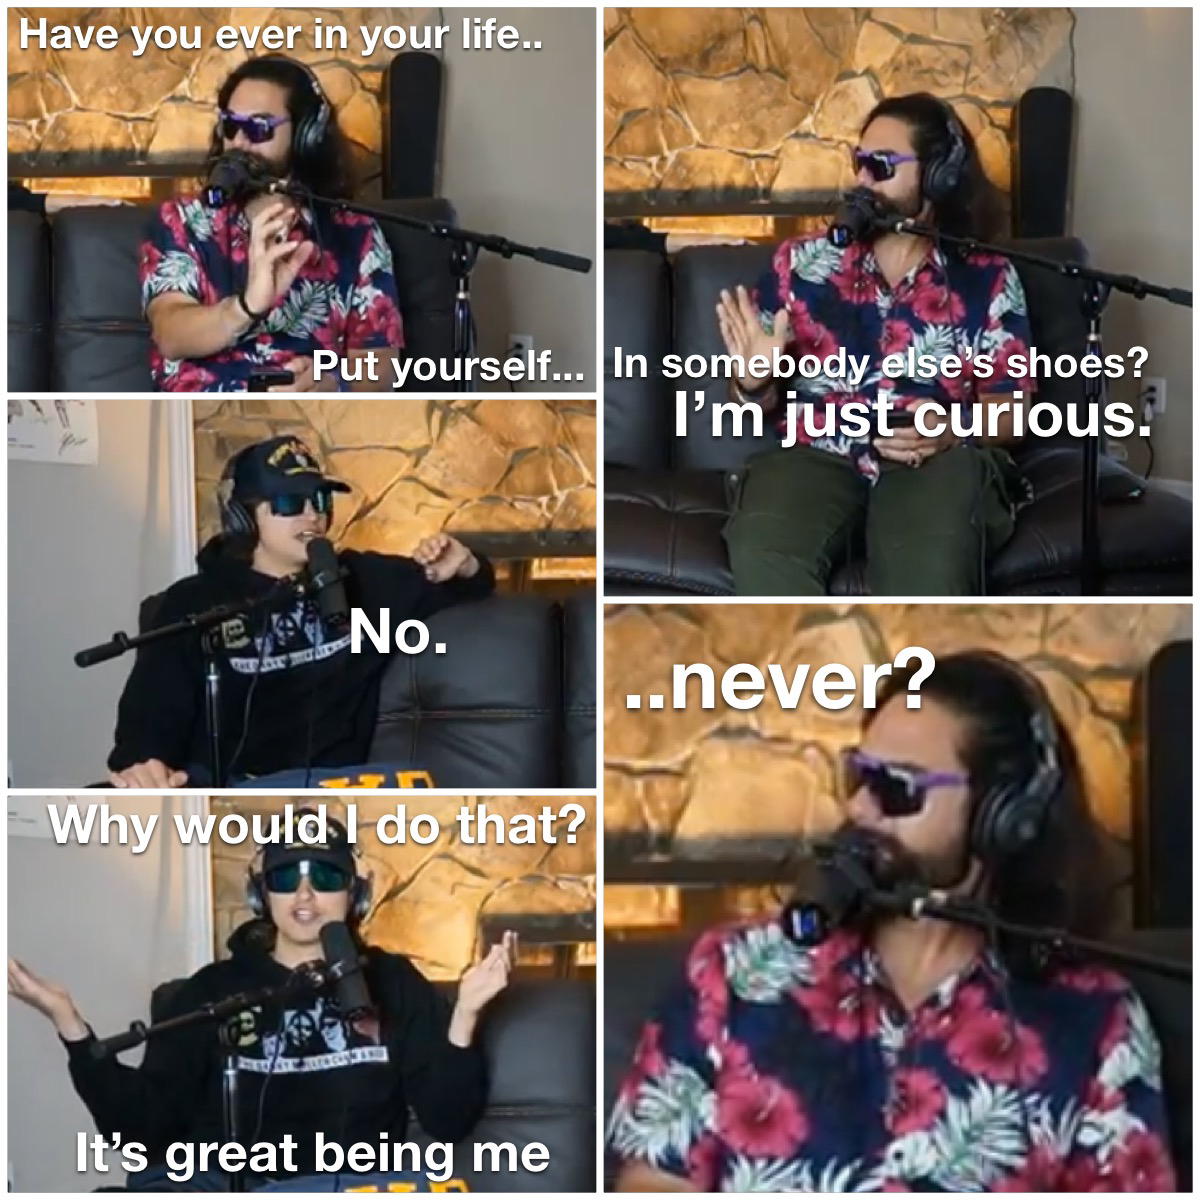 Have you ever in your life..
Put yourself...
In somebody else's shoes?
I'm just curious.
No.
..never?
Why would I do that?
It's great being me